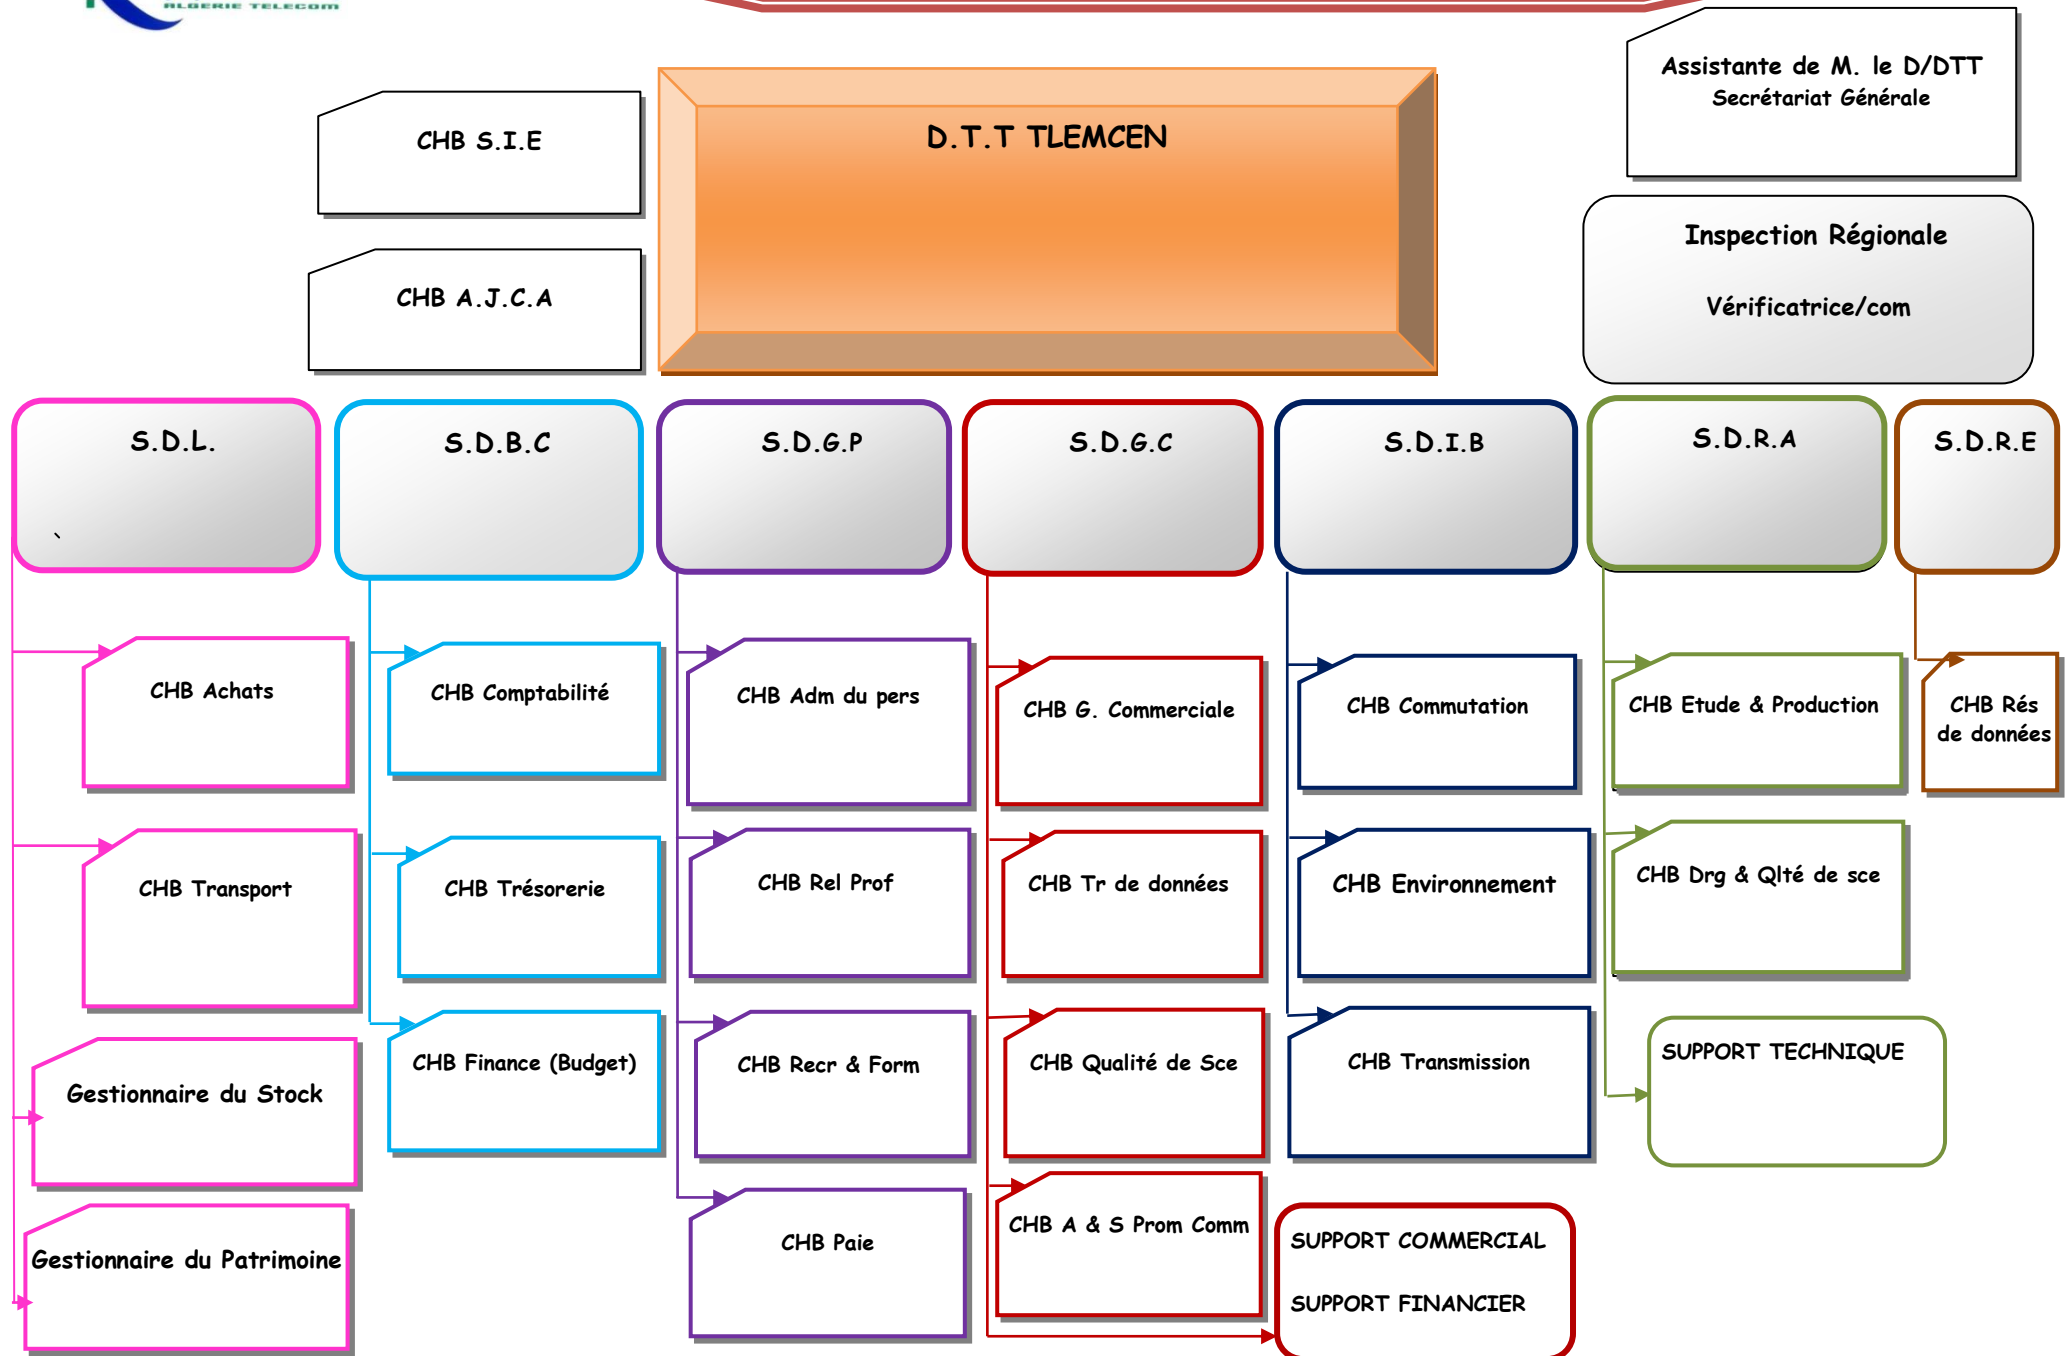 ALGERIE TELECOM
Assistante de M. le D/DTT
Secrétariat Générale
CHB S.I.E
D.T.T TLEMCEN
Inspection Régionale
Vérificatrice/com
CHB A.J.C.A
S.D.L.
`
S.D.B.C
S.D.G.P
S.D.G.C
S.D.I.B
S.D.R.A
S.D.R.E
CHB Achats
CHB Comptabilité
CHB Adm du pers
CHB G. Commerciale
CHB Commutation
CHB Etude & Production
CHB Rés
de données
CHB Transport
CHB Trésorerie
CHB Rel Prof
CHB Tr de données
CHB Environnement
CHB Drg & Qlté de sce
Gestionnaire du Stock
CHB Finance (Budget)
CHB Recr & Form
CHB Qualité de Sce
CHB Transmission
SUPPORT TECHNIQUE
Gestionnaire du Patrimoine
CHB Paie
CHB A & S Prom Comm
SUPPORT COMMERCIAL
SUPPORT FINANCIER